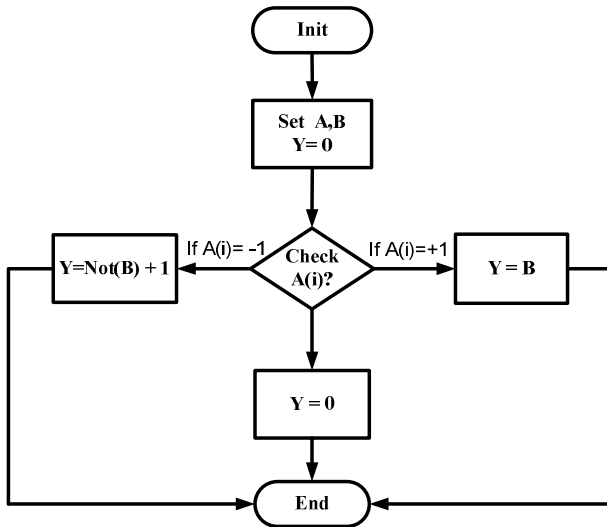 Init
Set A,B
Y= 0
If A(i)= -1
Check
A(i)?
If A(i)=+1
Y=Not(B) + 1
Y = B
Y = 0
End